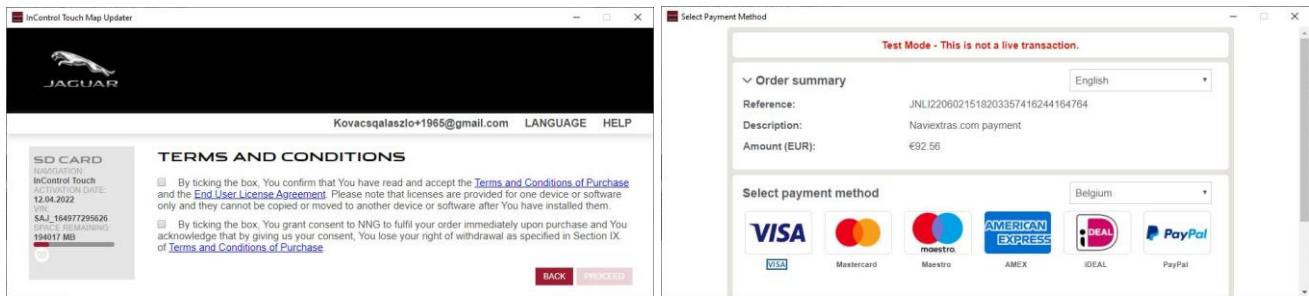 InControl Touch Map Updater
JAGUAR
Kovacsqalaszlo+1965@gmail.com LANGUAGE HELP
SD CARD
NAVIGATION:
InControl Touch
ACTIVATION DATE:
12.04.2022
VIN:
SAJ_164977295626
SPACE REMAINING:
194017 MB
TERMS AND CONDITIONS
By ticking the box, You confirm that You have read and accept the Terms and Conditions of Purchase
and the End User License Agreement. Please note that licenses are provided for one device or software
only and they cannot be copied or moved to another device or software after You have installed them.
By ticking the box, You grant consent to NNG to fulfil your order immediately upon purchase and You
acknowledge that by giving us your consent, You lose your right of withdrawal as specified in Section IX.
of Terms and Conditions of Purchase.
BACK PROCEED
Select Payment Method
Test Mode - This is not a live transaction.
Order summary English
Reference: JNLI2206021518203357416244164764
Description: Naviextras.com payment
Amount (EUR): €92.56
Select payment method Belgium
VISA maestro. AMERICAN EXPRESS iDEAL PayPal
VISA Mastercard Maestro AMEX iDEAL PayPal